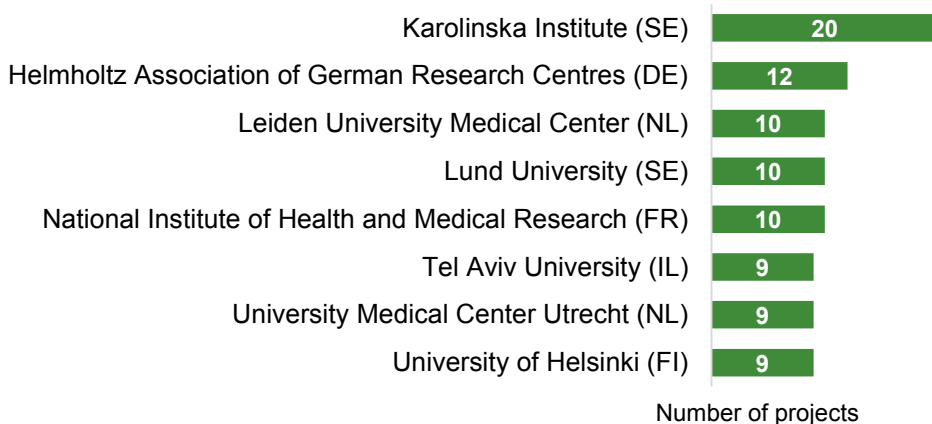 Karolinska Institute (SE) 20
Helmholtz Association of German Research Centres (DE) 12
Leiden University Medical Center (NL) 10
Lund University (SE) 10
National Institute of Health and Medical Research (FR) 10
Tel Aviv University (IL) 9
University Medical Center Utrecht (NL) 9
University of Helsinki (FI) 9
Number of projects